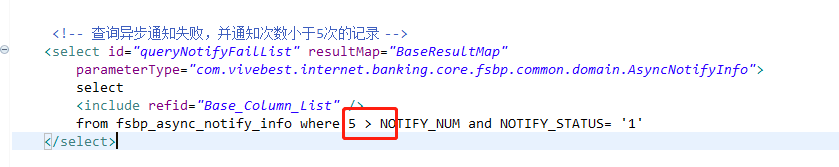 <!-- 查询异步通知失败，并通知次数小于5次的记录 -->
<select id="queryNotifyFailList" resultMap="BaseResultMap"
parameterType="com.vivebest.internet.banking.core.fsbp.common.domain.AsyncNotifyInfo">
select
<include refid="Base_Column_List" />
from fsbp_async_notify_info where 5 > NOTIFY_NUM and NOTIFY_STATUS= '1'
</select>